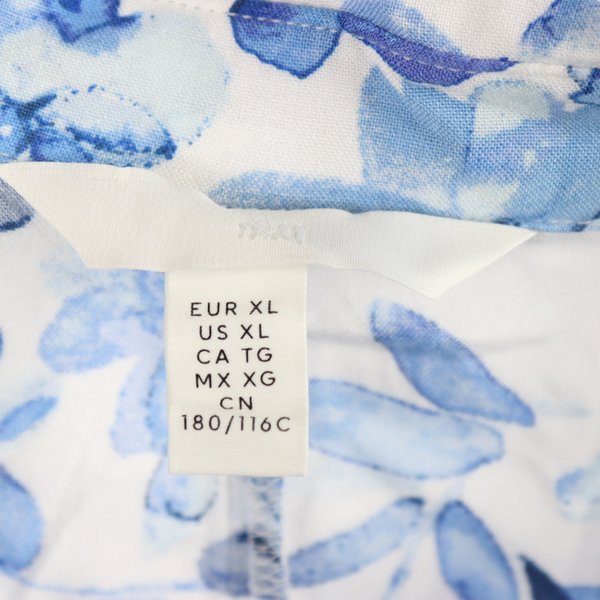 EUR XL
US XL
CA TG
MX XG
CN
180/116C